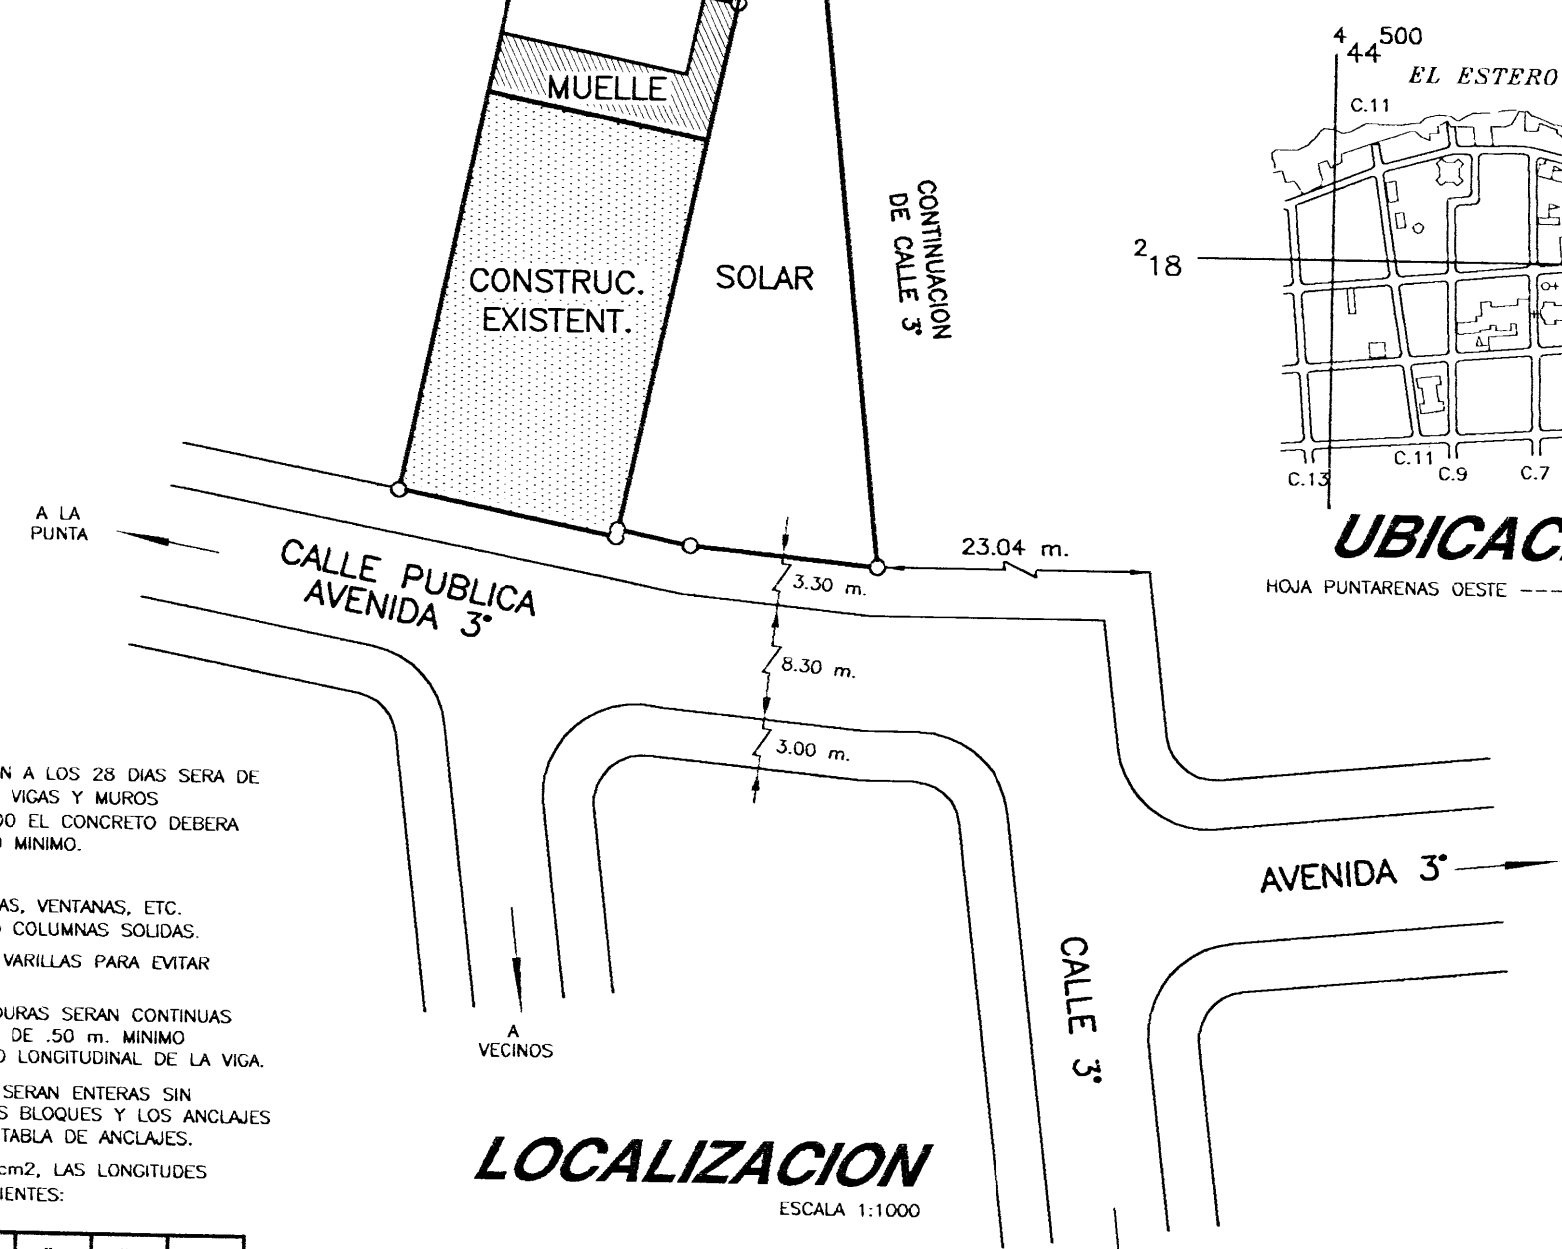 MUELLE
CONSTRUC.
EXISTENT.
SOLAR
CONTINUACION
DE CALLE 3°
4 44 500
EL ESTERO
C.11
2 18
C.13
C.11
C.9
C.7
HOJA PUNTARENAS OESTE ---
A LA
PUNTA
CALLE PUBLICA
AVENIDA 3°
23.04 m.
3.30 m.
8.30 m.
3.00 m.
AVENIDA 3°
CALLE 3°
A
VECINOS
N A LOS 28 DIAS SERA DE
VIGAS Y MUROS
EL CONCRETO DEBERA
MINIMO.
VENTANAS, ETC.
COLUMNAS SOLIDAS.
VARILLAS PARA EVITAR
SERAN CONTINUAS
DE .50 m. MINIMO
LONGITUDINAL DE LA VIGA.
SERAN ENTERAS SIN
BLOQUES Y LOS ANCLAJES
TABLA DE ANCLAJES.
cm2, LAS LONGITUDES
IENTES:
LOCALIZACION
ESCALA 1:1000